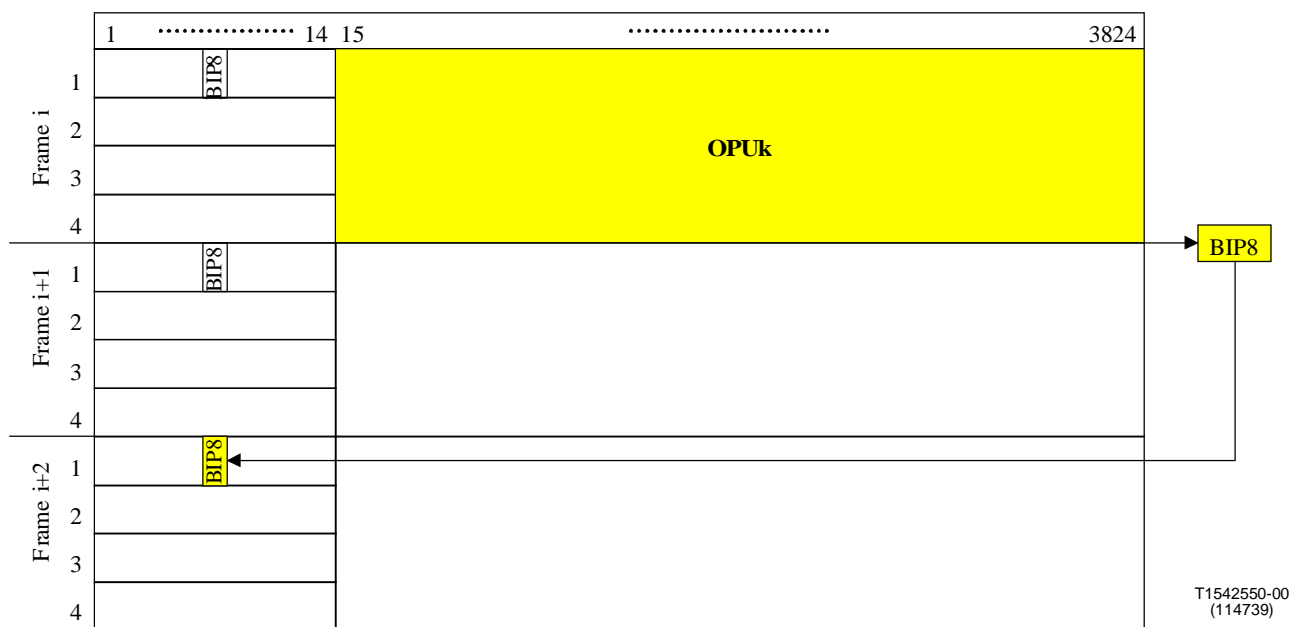 1 ................ 14 15 ........................ 3824
Frame i
1 BIP8
2
3
4
OPUk
BIP8
Frame i+1
1 BIP8
2
3
4
Frame i+2
1 BIP8
2
3
4
T1542550-00
(114739)